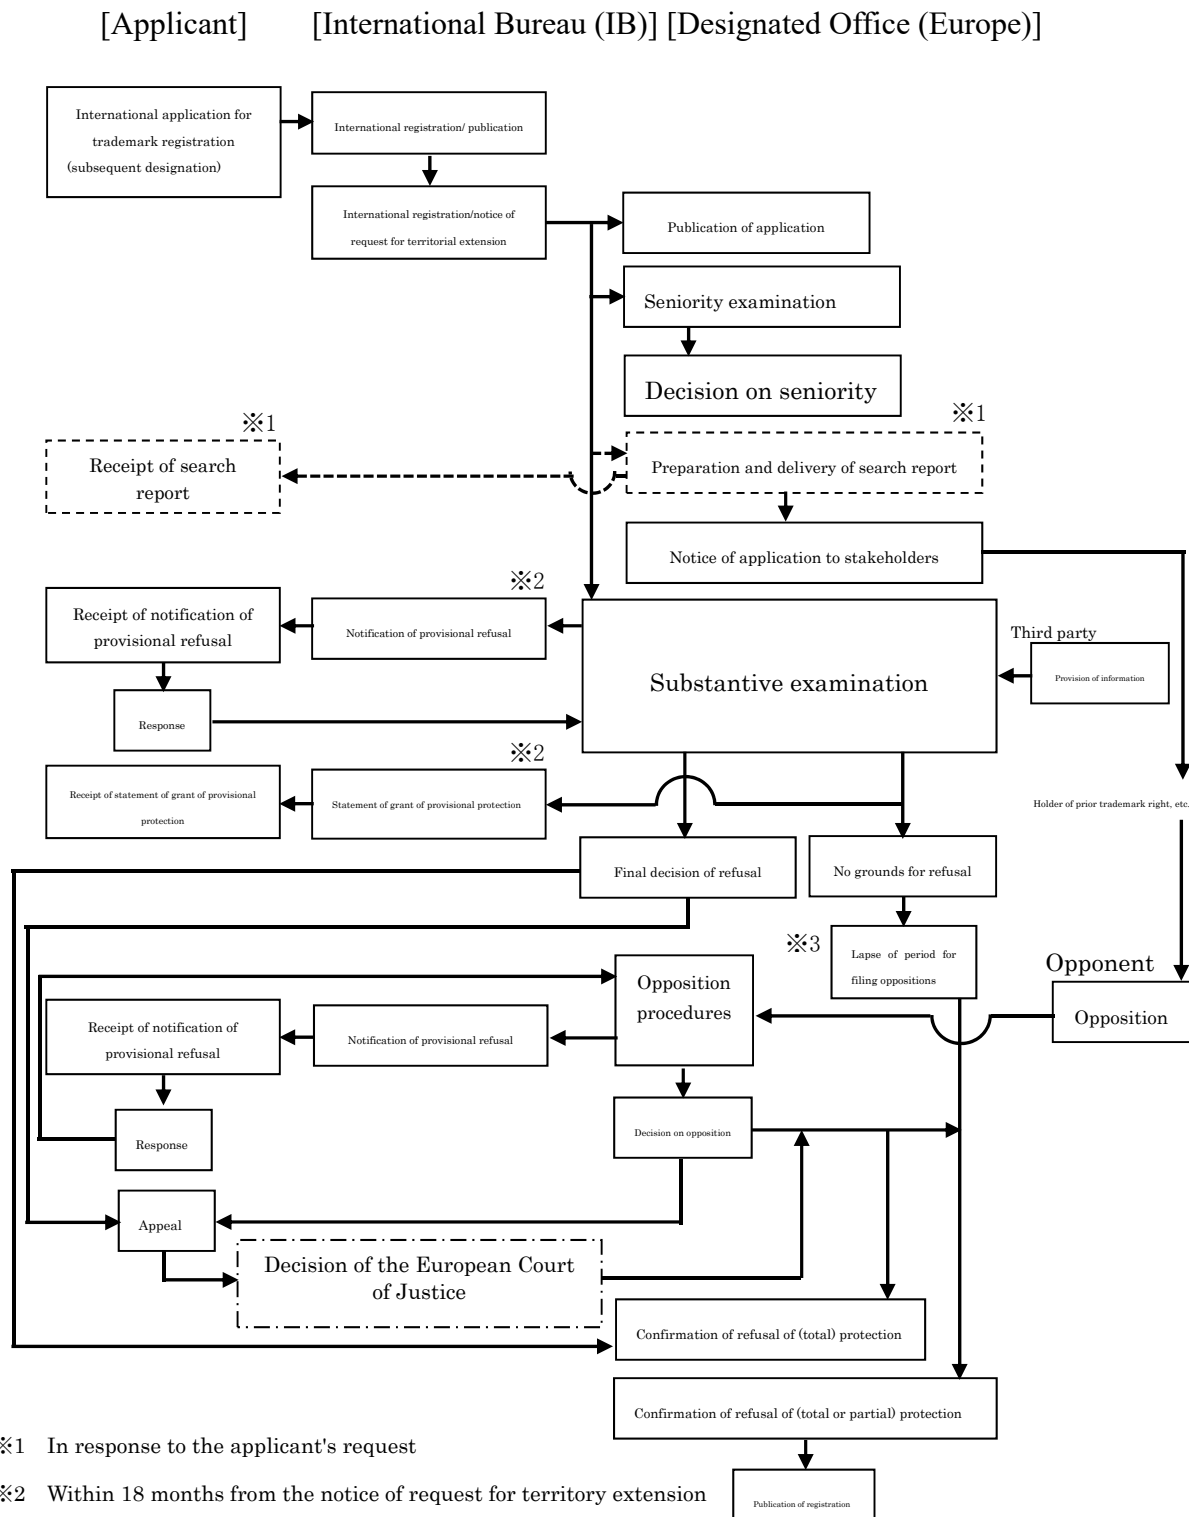 [Applicant] [International Bureau (IB)] [Designated Office (Europe)]
International application for
trademark registration
(subsequent designation)
International registration/ publication
International registration/notice of
request for territorial extension
Publication of application
Seniority examination
Decision on seniority
※1
※1
Receipt of search
report
Preparation and delivery of search report
Notice of application to stakeholders
※2
Receipt of notification of
provisional refusal
Notification of provisional refusal
Substantive examination
Third party
Provision of information
Response
※2
Receipt of statement of grant of provisional
protection
Statement of grant of provisional protection
Holder of prior trademark right, etc.
Final decision of refusal
No grounds for refusal
※3
Lapse of period for
filing oppositions
Opponent
Opposition
Opposition
procedures
Receipt of notification of
provisional refusal
Notification of provisional refusal
Decision on opposition
Response
Appeal
Decision of the European Court
of Justice
Confirmation of refusal of (total) protection
Confirmation of refusal of (total or partial) protection
※1 In response to the applicant's request
※2 Within 18 months from the notice of request for territory extension
Publication of registration